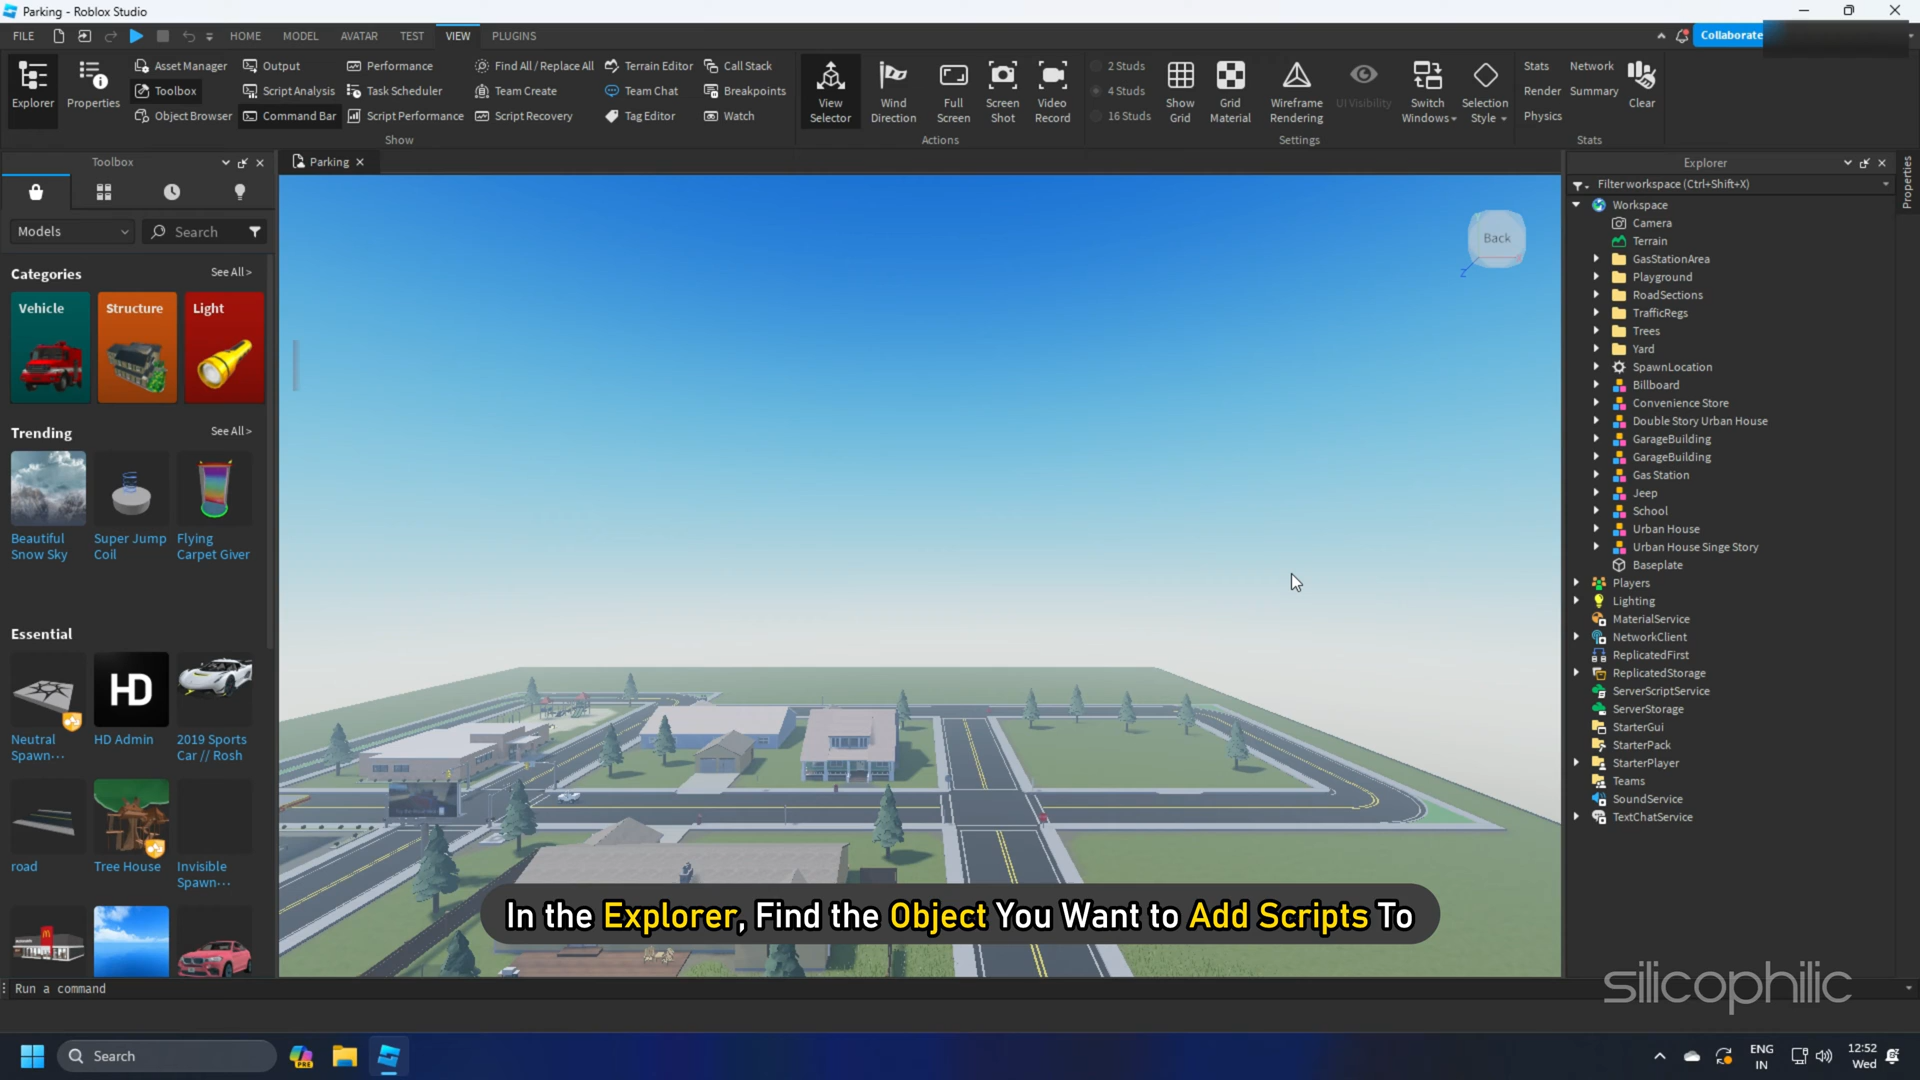 Parking - Roblox Studio
FILE
HOME
MODEL
AVATAR
TEST
VIEW
PLUGINS
Collaborate
Explorer
Properties
Asset Manager
Toolbox
Object Browser
Output
Script Analysis
Command Bar
Performance
Task Scheduler
Script Performance
Find All / Replace All
Team Create
Script Recovery
Terrain Editor
Team Chat
Tag Editor
Call Stack
Breakpoints
Watch
Show
View Selector
Wind Direction
Full Screen
Screen Shot
Video Record
Actions
2 Studs
4 Studs
16 Studs
Show Grid
Grid Material
Wireframe Rendering
UI Visibility
Switch Windows
Selection Style
Settings
Stats
Network
Render
Summary
Physics
Clear
Stats
Toolbox
Parking
Models
Search
Categories
See All >
Vehicle
Structure
Light
Trending
See All >
Beautiful Snow Sky
Super Jump Coil
Flying Carpet Giver
Essential
HD
Neutral Spawn...
HD Admin
2019 Sports Car // Rosh
road
Tree House
Invisible Spawn...
Back
Z
In the Explorer, Find the Object You Want to Add Scripts To
Explorer
Properties
Filter workspace (Ctrl+Shift+X)
Workspace
Camera
Terrain
GasStationArea
Playground
RoadSections
TrafficRegs
Trees
Yard
SpawnLocation
Billboard
Convenience Store
Double Story Urban House
GarageBuilding
GarageBuilding
Gas Station
Jeep
School
Urban House
Urban House Singe Story
Baseplate
Players
Lighting
MaterialService
NetworkClient
ReplicatedFirst
ReplicatedStorage
ServerScriptService
ServerStorage
StarterGui
StarterPack
StarterPlayer
Teams
SoundService
TextChatService
silicophilic
Run a command
Search
PRE
ENG
IN
12:52
Wed